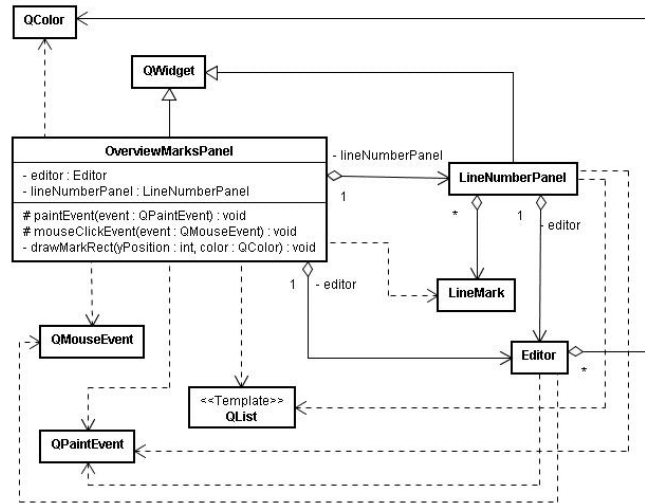 QColor
QWidget
OverviewMarksPanel
- editor : Editor
- lineNumberPanel : LineNumberPanel
# paintEvent(event : QPaintEvent) : void
# mouseClickEvent(event : QMouseEvent) : void
- drawMarkRect(yPosition : int, color : QColor) : void
- lineNumberPanel
1
LineNumberPanel
*
1
- editor
1
- editor
LineMark
QMouseEvent
Editor
*
<<Template>>
QList
QPaintEvent